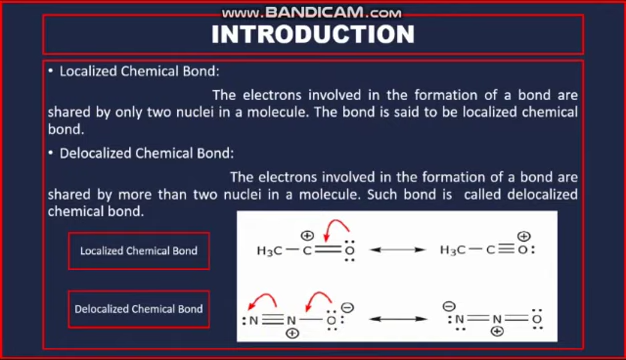 www.BANDICAM.com
INTRODUCTION
• Localized Chemical Bond:
The electrons involved in the formation of a bond are
shared by only two nuclei in a molecule. The bond is said to be localized chemical
bond.
• Delocalized Chemical Bond:
The electrons involved in the formation of a bond are
shared by more than two nuclei in a molecule. Such bond is called delocalized
chemical bond.
Localized Chemical Bond
H₃C—C⊕=Ö: ⟷ H₃C—C≡O⊕:
Delocalized Chemical Bond
:N≡N⊕—Ö:⊖ ⟷ ⊖:N=N⊕=O: